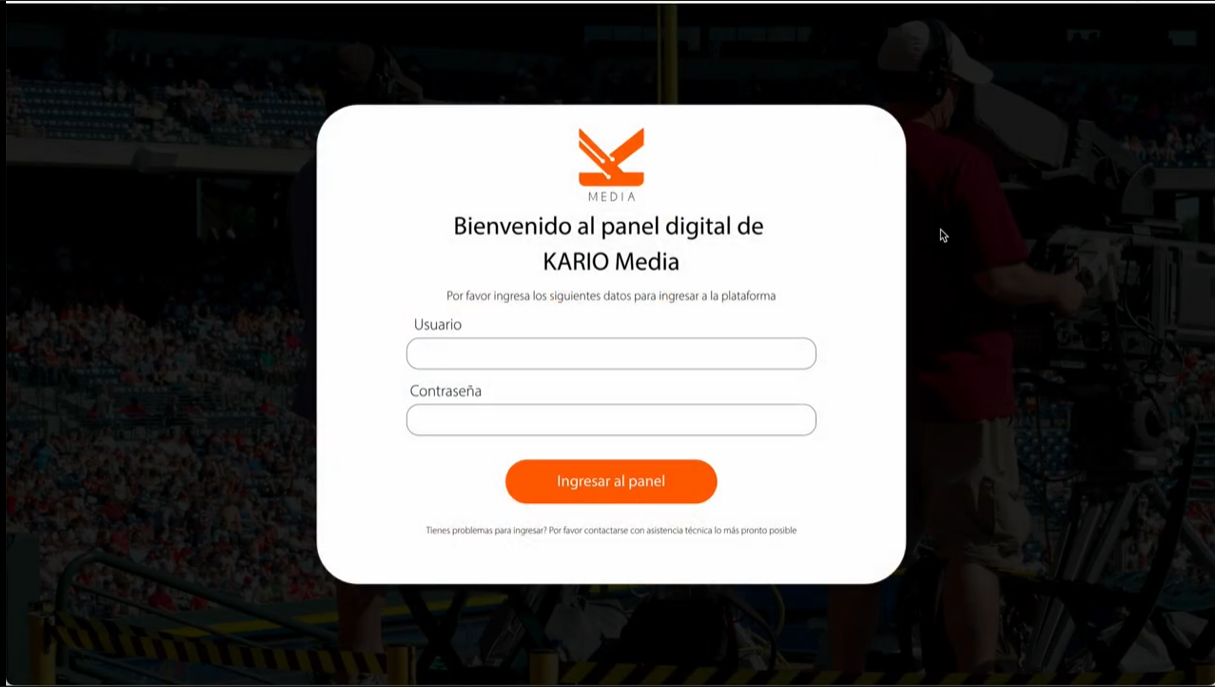 MEDIA
Bienvenido al panel digital de
KARIO Media
Por favor ingresa los siguientes datos para ingresar a la plataforma
Usuario
Contraseña
Ingresar al panel
Tienes problemas para ingresar? Por favor contactarse con asistencia técnica lo más pronto posible